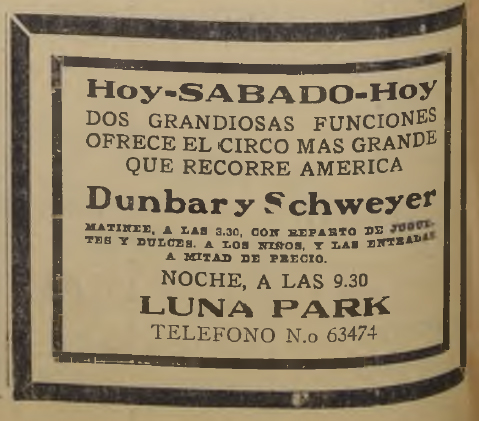 Hoy-SABADO-Hoy
DOS GRANDIOSAS FUNCIONES
OFRECE EL CIRCO MAS GRANDE
QUE RECORRE AMERICA
Dunbar y Schweyer
MATINEE, A LAS 3.30, CON REPARTO DE JUGUE-
TES Y DULCES. A LOS NIÑOS, Y LAS ENTRADAS
A MITAD DE PRECIO.
NOCHE, A LAS 9.30
LUNA PARK
TELEFONO N.o 63474